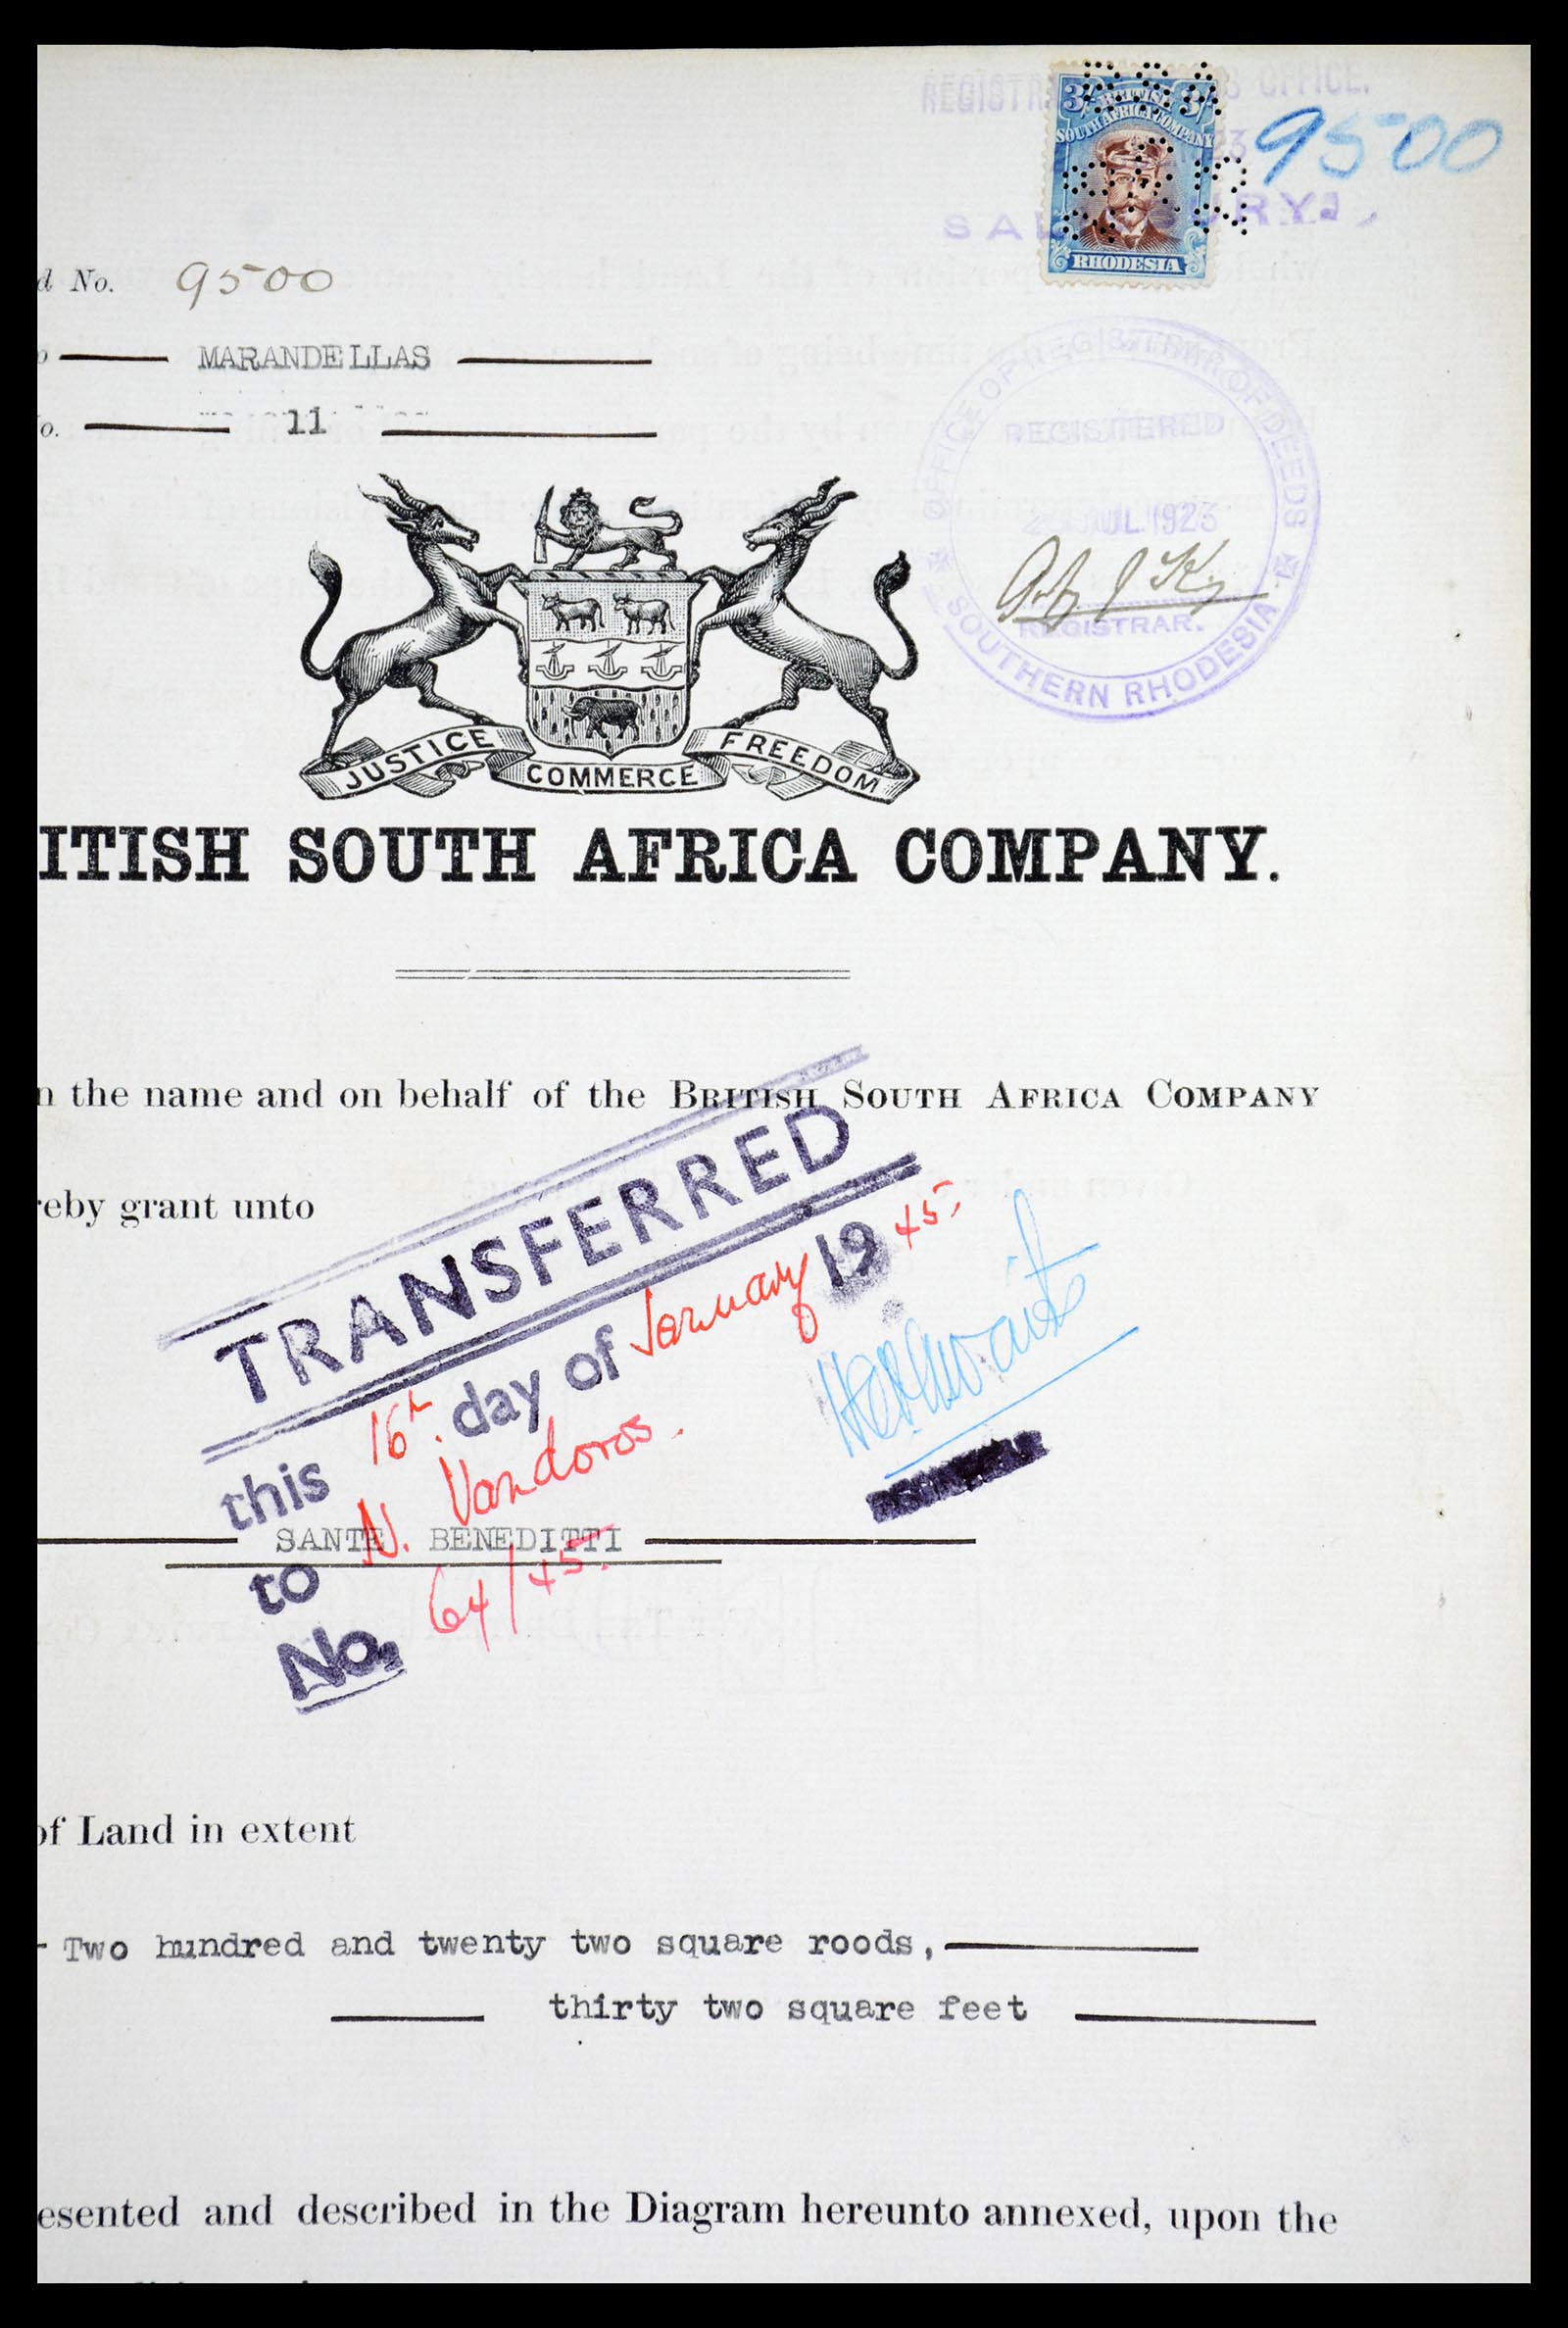 OFFICE.
3/ BRITISH 3/
SOUTH AFRICA COMPANY
RHODESIA
9500
d No. 9500
MARANDELLAS
o. 11
OFFICE OF REGISTRAR OF DEEDS
REGISTERED
JUL 1923
REGISTRAR.
SOUTHERN RHODESIA
JUSTICE
COMMERCE
FREEDOM
ITISH SOUTH AFRICA COMPANY.
n the name and on behalf of the BRITISH SOUTH AFRICA COMPANY
reby grant unto
TRANSFERRED
this 16th day of January 1945.
SANTE BENEDITTI
to N. Vandoros.
No. 64/45.
of Land in extent
Two hundred and twenty two square roods,
thirty two square feet
esented and described in the Diagram hereunto annexed, upon the